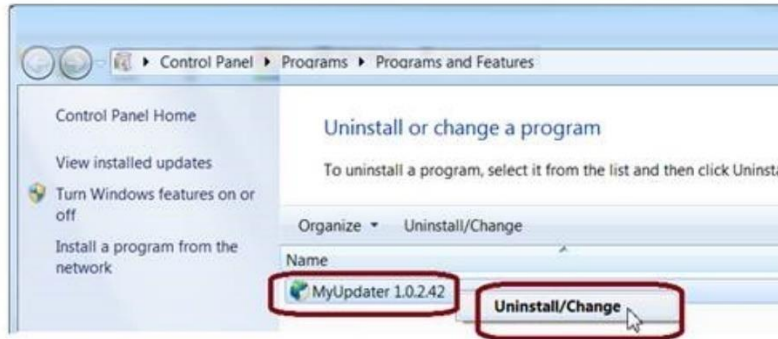 Control Panel ▸ Programs ▸ Programs and Features
Control Panel Home
View installed updates
Turn Windows features on or
off
Install a program from the
network
Uninstall or change a program
To uninstall a program, select it from the list and then click Uninsta
Organize Uninstall/Change
Name
MyUpdater 1.0.2.42
Uninstall/Change